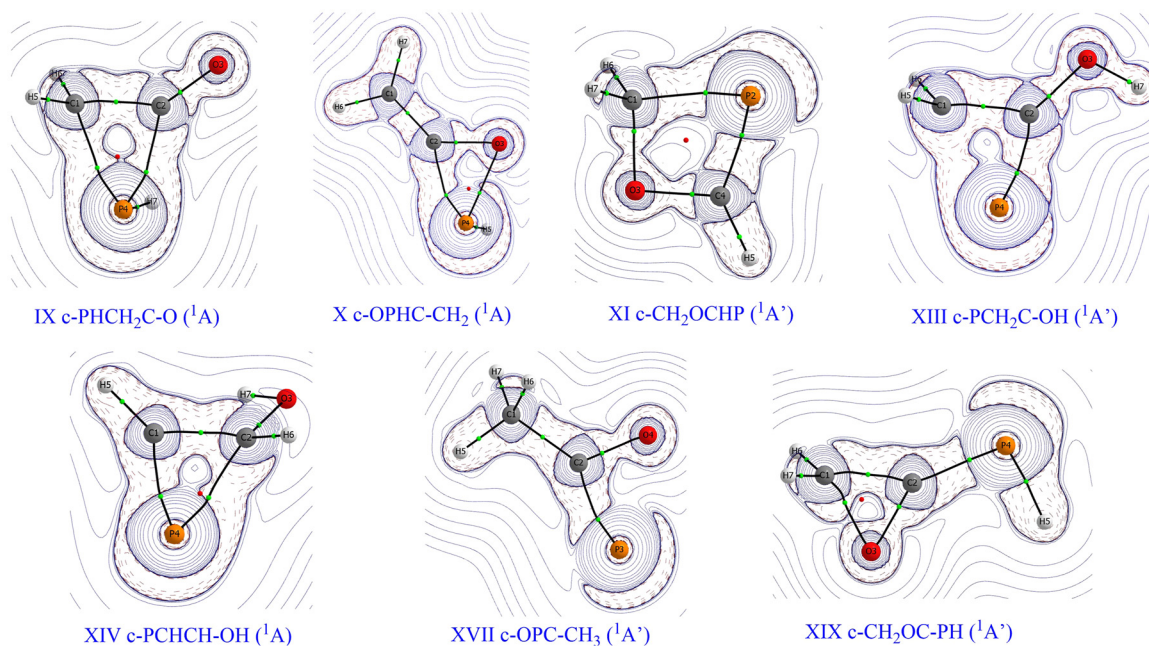 H7
O3
H6
H5
C1
C2
P4
H7
H6
C1
C2
O3
P4
H5
H6
H7
C1
P2
O3
C4
H5
O3
H7
H5
C1
C2
P4
IX c-PHCH₂C-O (¹A)
X c-OPHC-CH₂ (¹A)
XI c-CH₂OCHP (¹A’)
XIII c-PCH₂C-OH (¹A’)
H5
H7
O3
C1
C2
H6
P4
H7
H6
C1
H5
C2
O4
P3
H6
H7
C1
C2
P4
O3
H5
XIV c-PCHCH-OH (¹A)
XVII c-OPC-CH₃ (¹A’)
XIX c-CH₂OC-PH (¹A’)